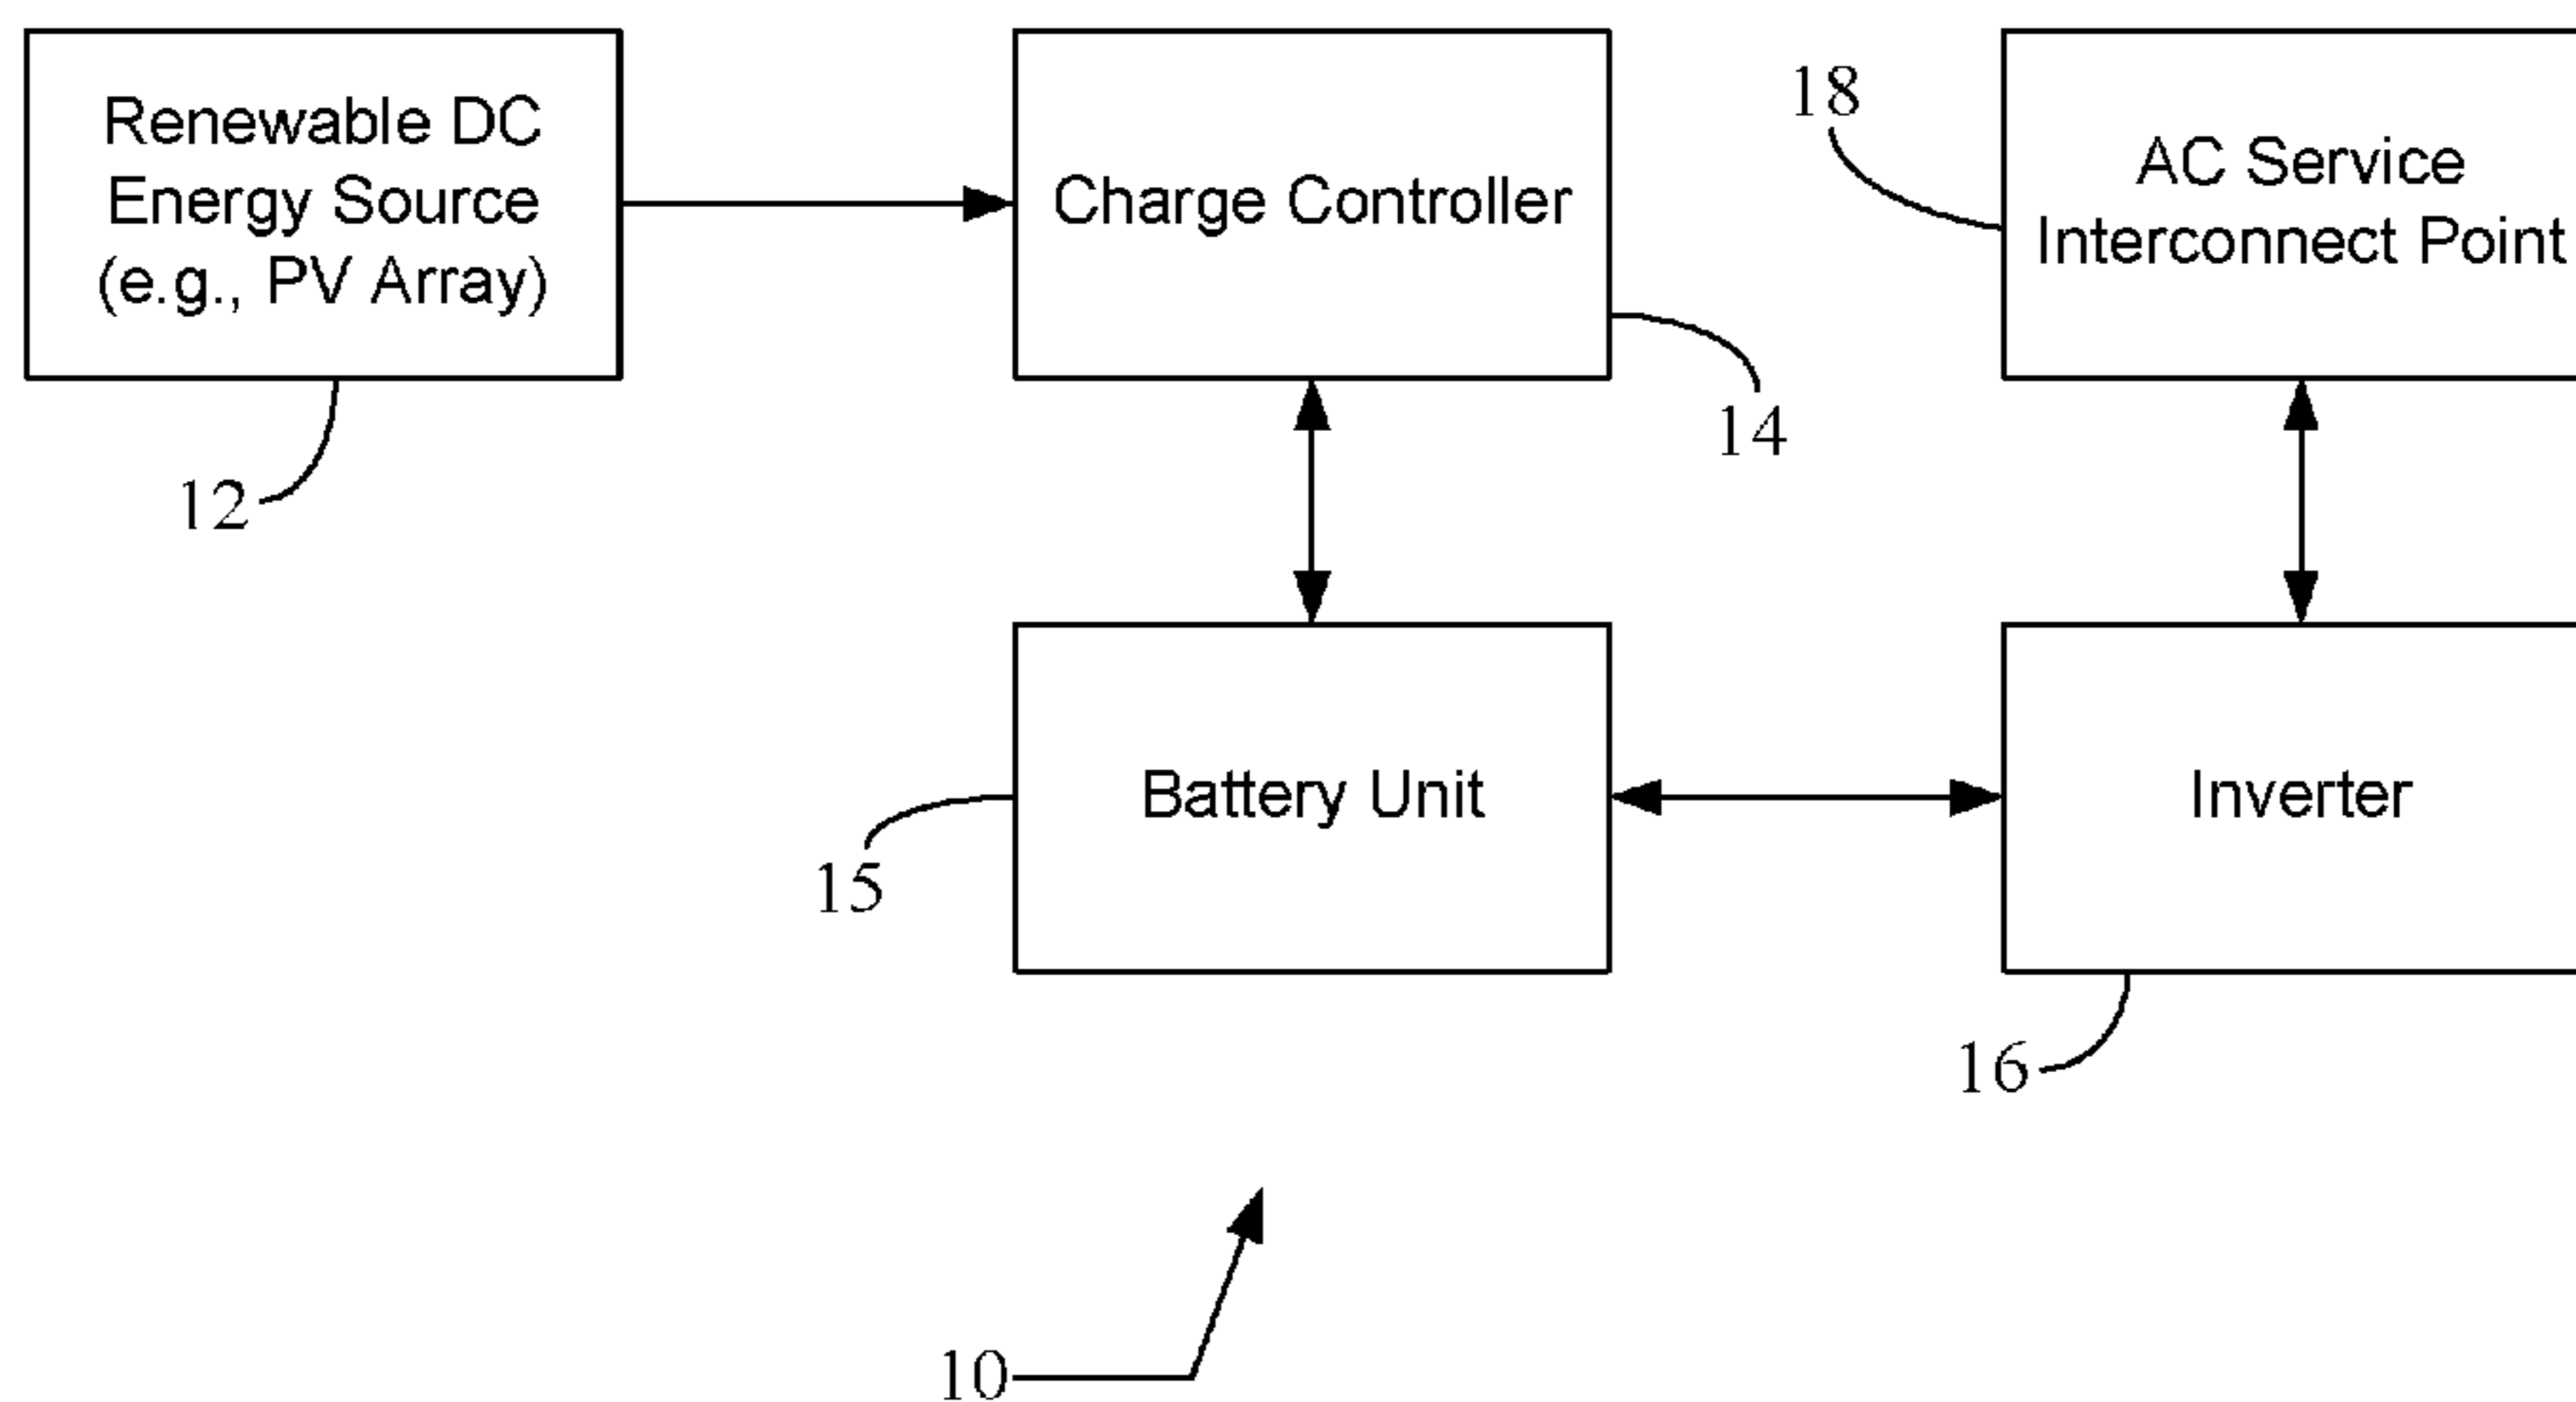 Renewable DC
Energy Source
(e.g., PV Array)
12
Charge Controller
14
18
AC Service
Interconnect Point
Battery Unit
15
Inverter
16
10